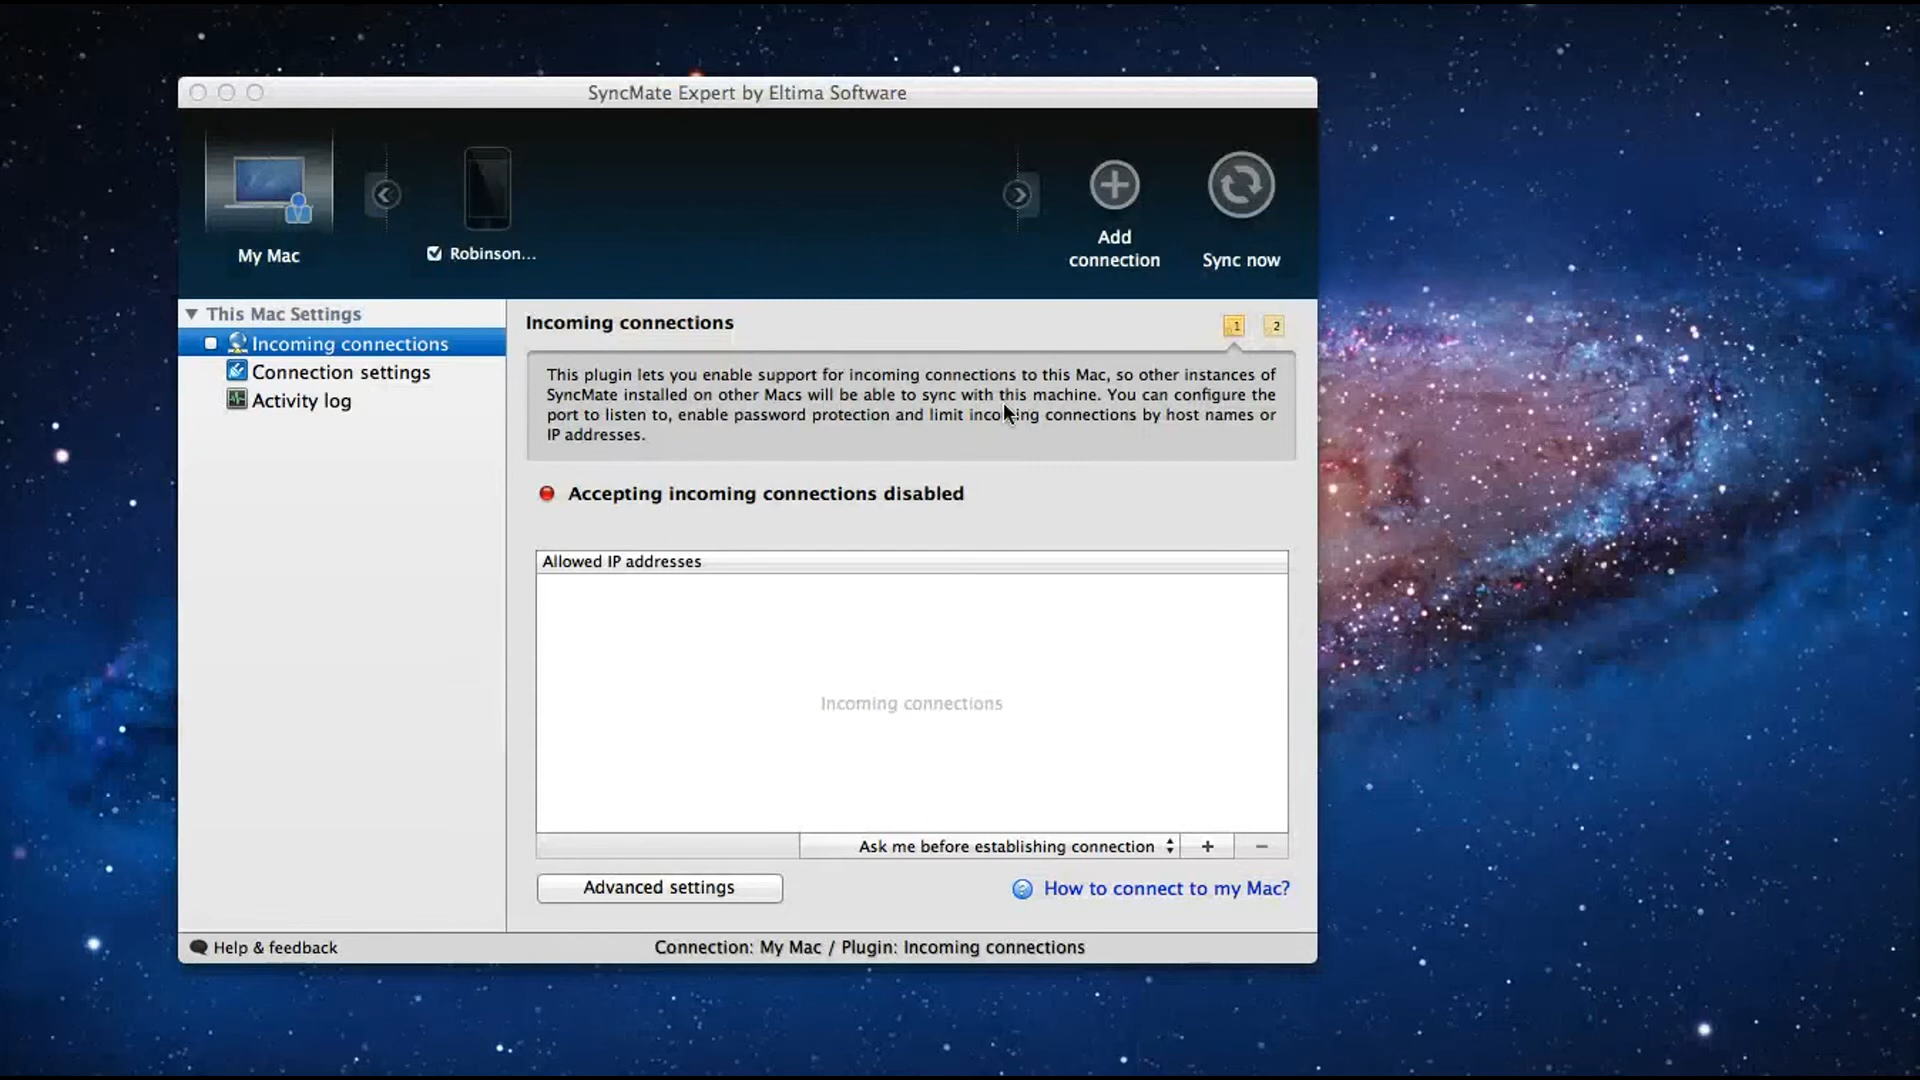 SyncMate Expert by Eltima Software
My Mac
Robinson...
Add
connection
Sync now
This Mac Settings
Incoming connections
Connection settings
Activity log
Incoming connections
1
2
This plugin lets you enable support for incoming connections to this Mac, so other instances of
SyncMate installed on other Macs will be able to sync with this machine. You can configure the
port to listen to, enable password protection and limit incoming connections by host names or
IP addresses.
Accepting incoming connections disabled
Allowed IP addresses
Incoming connections
Ask me before establishing connection
+
−
Advanced settings
? How to connect to my Mac?
Help & feedback
Connection: My Mac / Plugin: Incoming connections